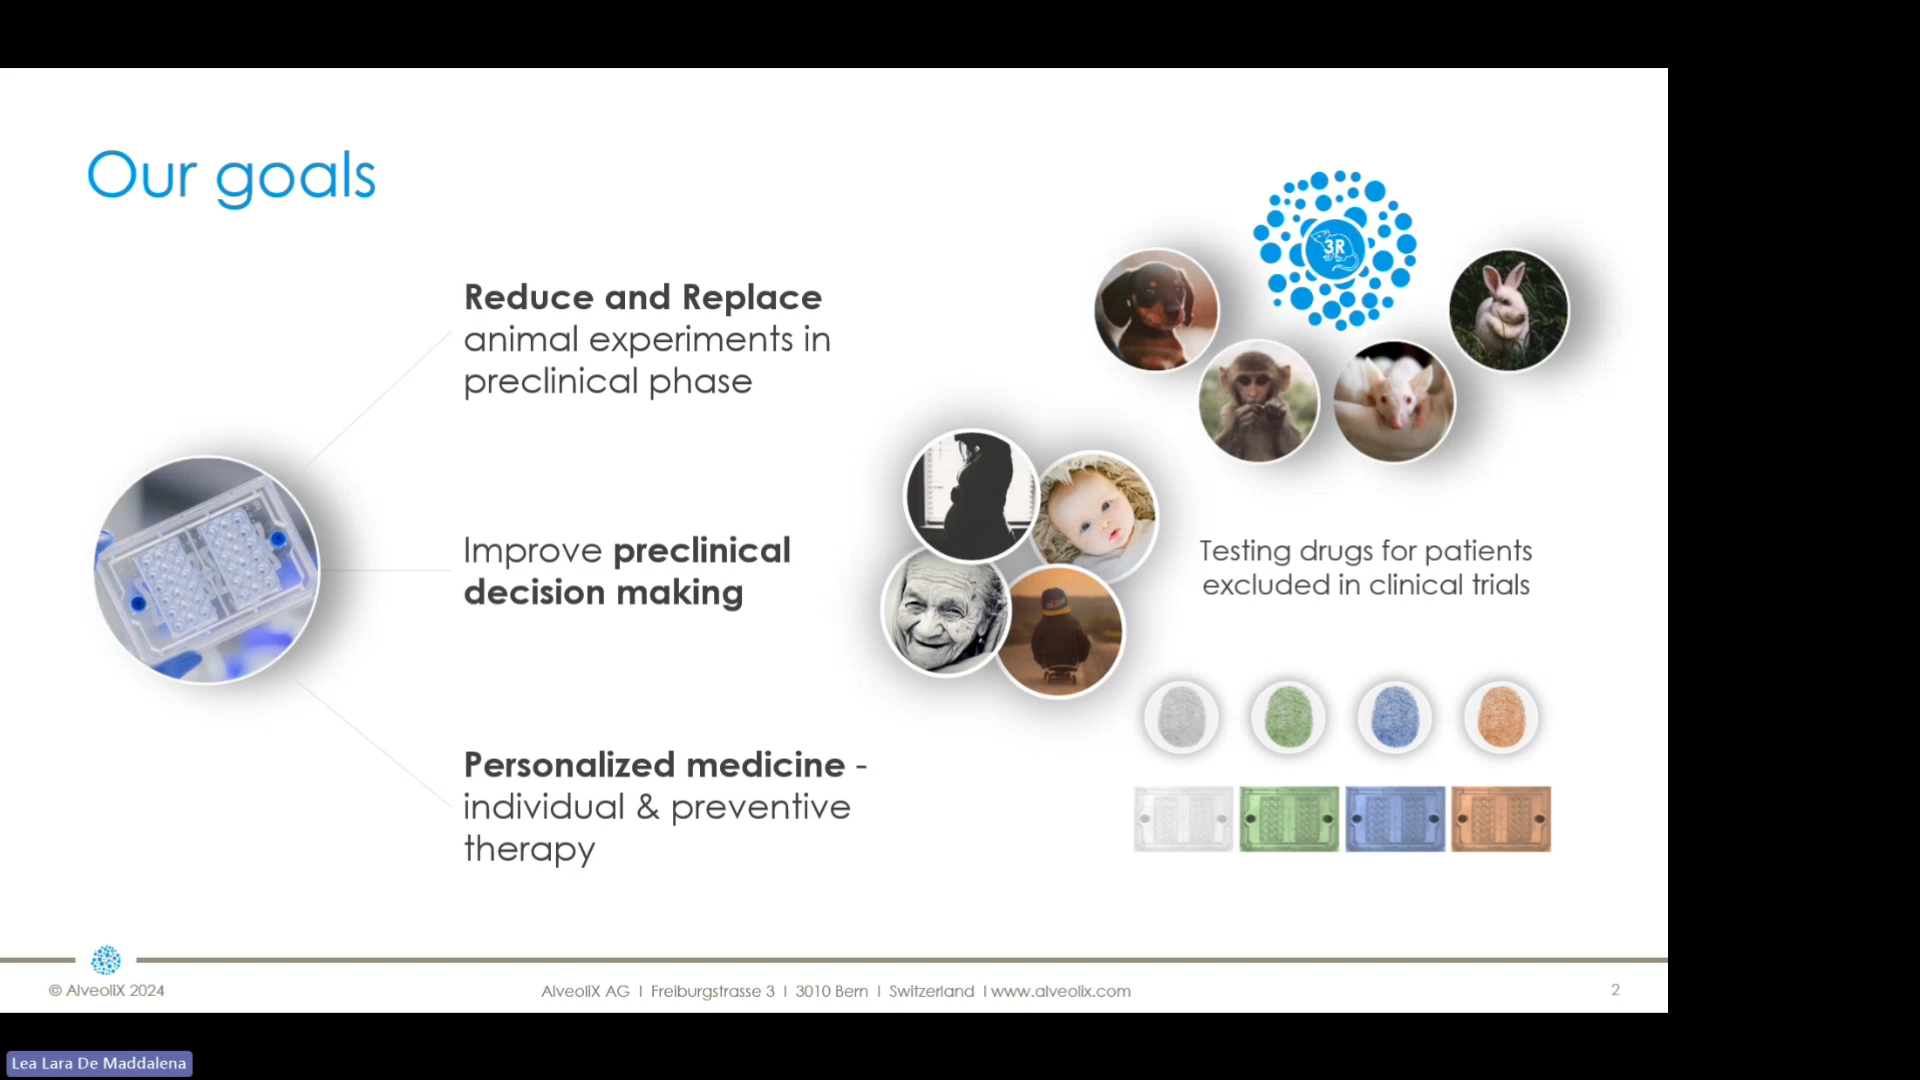 Our goals
3R
Reduce and Replace
animal experiments in
preclinical phase
Improve preclinical
decision making
Testing drugs for patients
excluded in clinical trials
Personalized medicine -
individual & preventive
therapy
© AlveoliX 2024
AlveoliX AG I Freiburgstrasse 3 I 3010 Bern I Switzerland I www.alveolix.com
2
Lea Lara De Maddalena